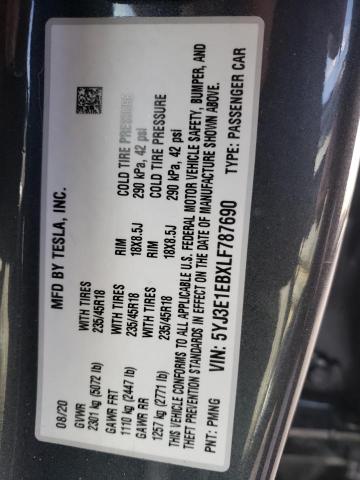 MFD BY TESLA, INC.
08/20
GVWR
2301 kg (5072 lb)
GAWR FRT WITH TIRES RIM COLD TIRE PRESSURE
1110 kg (2447 lb) 235/45R18 18X8.5J 290 kPa, 42 psi
GAWR RR WITH TIRES RIM COLD TIRE PRESSURE
1257 kg (2771 lb) 235/45R18 18X8.5J 290 kPa, 42 psi
THIS VEHICLE CONFORMS TO ALL APPLICABLE U.S. FEDERAL MOTOR VEHICLE SAFETY, BUMPER, AND
THEFT PREVENTION STANDARDS IN EFFECT ON THE DATE OF MANUFACTURE SHOWN ABOVE.
VIN: 5YJ3E1EBXLF787690
PNT: PMNG TYPE: PASSENGER CAR